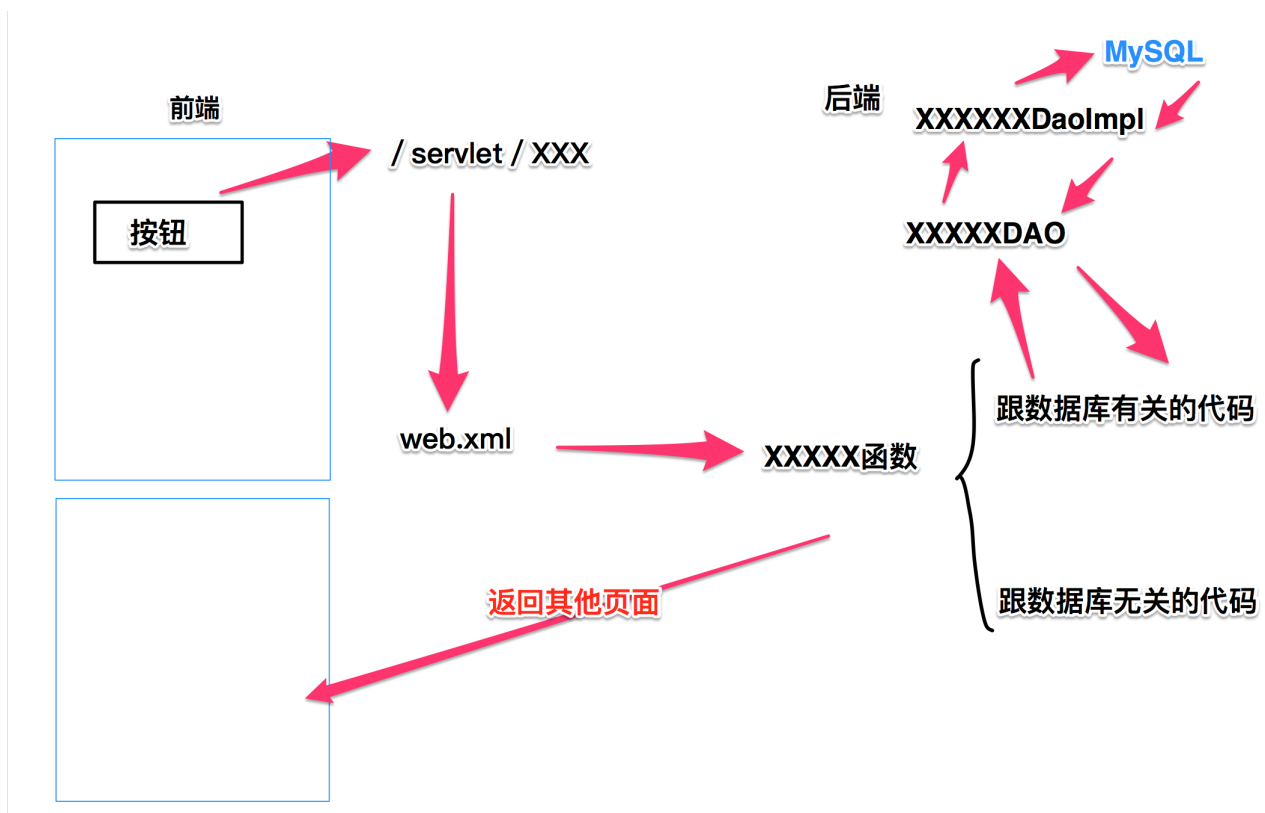 前端
按钮
/ servlet / XXX
web.xml
XXXXX函数
返回其他页面
后端
MySQL
XXXXXXDaoImpl
XXXXXDAO
跟数据库有关的代码
跟数据库无关的代码